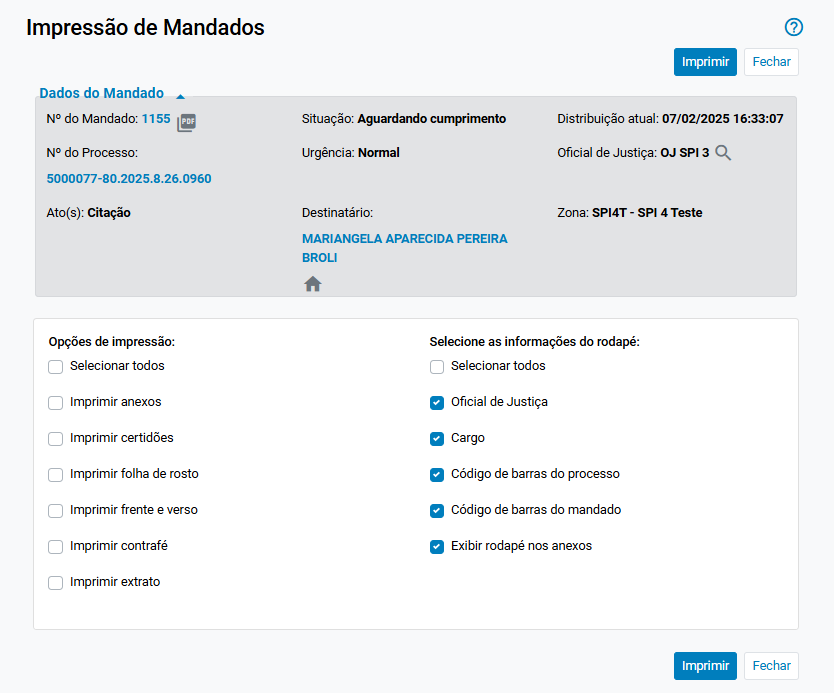 Impressão de Mandados
Imprimir Fechar
Dados do Mandado
Nº do Mandado: 1155 PDF Situação: Aguardando cumprimento Distribuição atual: 07/02/2025 16:33:07
Nº do Processo: Urgência: Normal Oficial de Justiça: OJ SPI 3
5000077-80.2025.8.26.0960
Ato(s): Citação Destinatário: Zona: SPI4T - SPI 4 Teste
MARIANGELA APARECIDA PEREIRA
BROLI
Opções de impressão: Selecione as informações do rodapé:
Selecionar todos Selecionar todos
Imprimir anexos Oficial de Justiça
Imprimir certidões Cargo
Imprimir folha de rosto Código de barras do processo
Imprimir frente e verso Código de barras do mandado
Imprimir contrafé Exibir rodapé nos anexos
Imprimir extrato
Imprimir Fechar